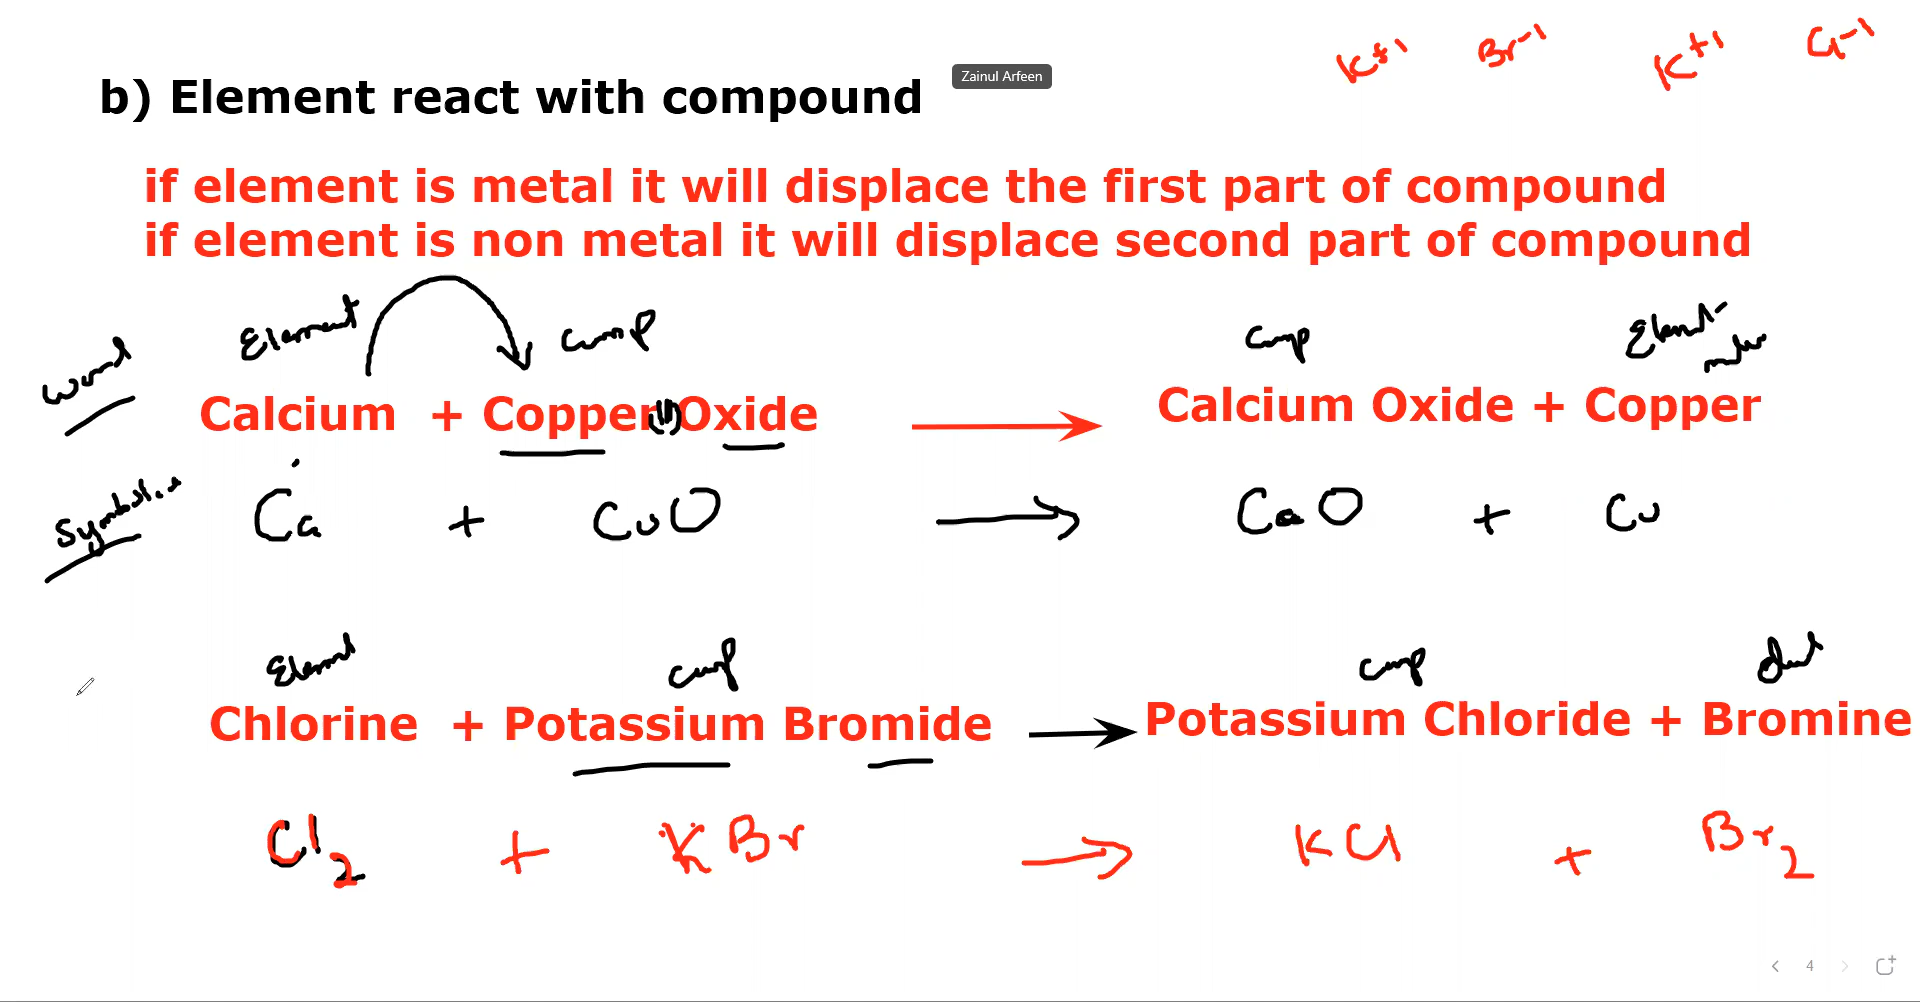 K+1 Br-1 K+1 Cl-1
Zainul Arfeen
b) Element react with compound
if element is metal it will displace the first part of compound
if element is non metal it will displace second part of compound
Word Element Comp Comp Element
Calcium + Copper (II) Oxide → Calcium Oxide + Copper
Symbolic Ca + CuO → CaO + Cu
Element Comp Comp
Chlorine + Potassium Bromide → Potassium Chloride + Bromine
Cl2 + KBr → KCl + Br2
4